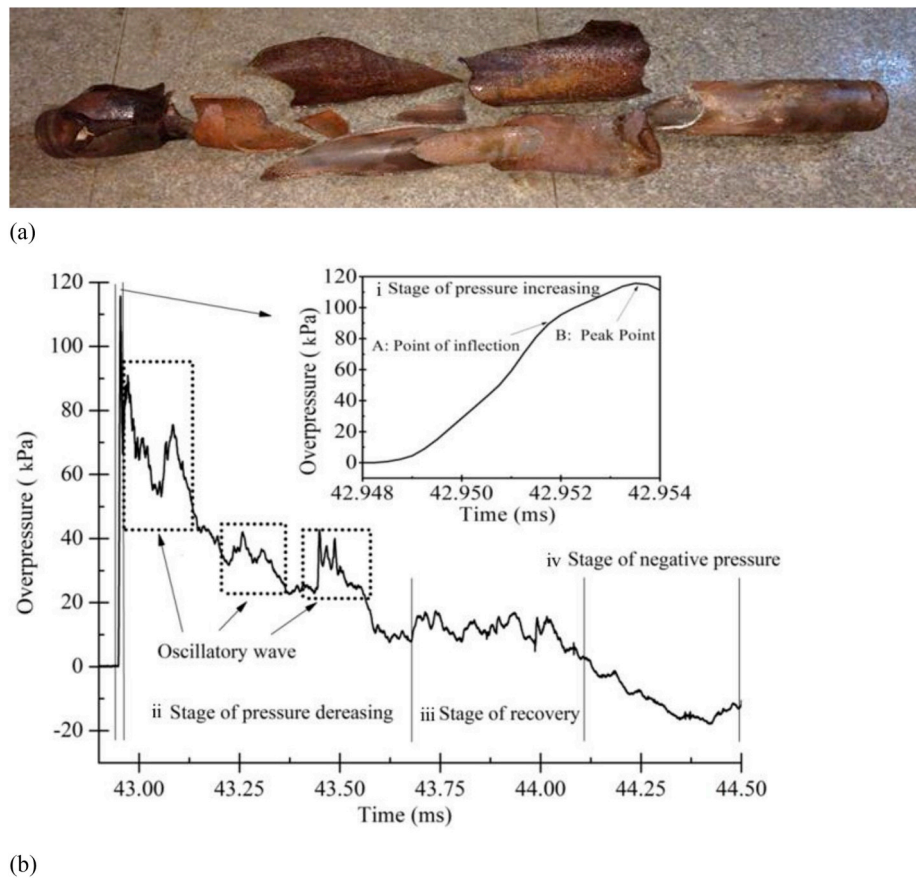 (a)
120
100
80
60
40
20
0
-20
Overpressure ( kPa)
43.00 43.25 43.50 43.75 44.00 44.25 44.50
Time (ms)
120
100
80
60
40
20
0
Overpressure ( kPa)
42.948 42.950 42.952 42.954
Time (ms)
i Stage of pressure increasing
A: Point of inflection
B: Peak Point
iv Stage of negative pressure
Oscillatory wave
ii Stage of pressure dereasing
iii Stage of recovery
(b)